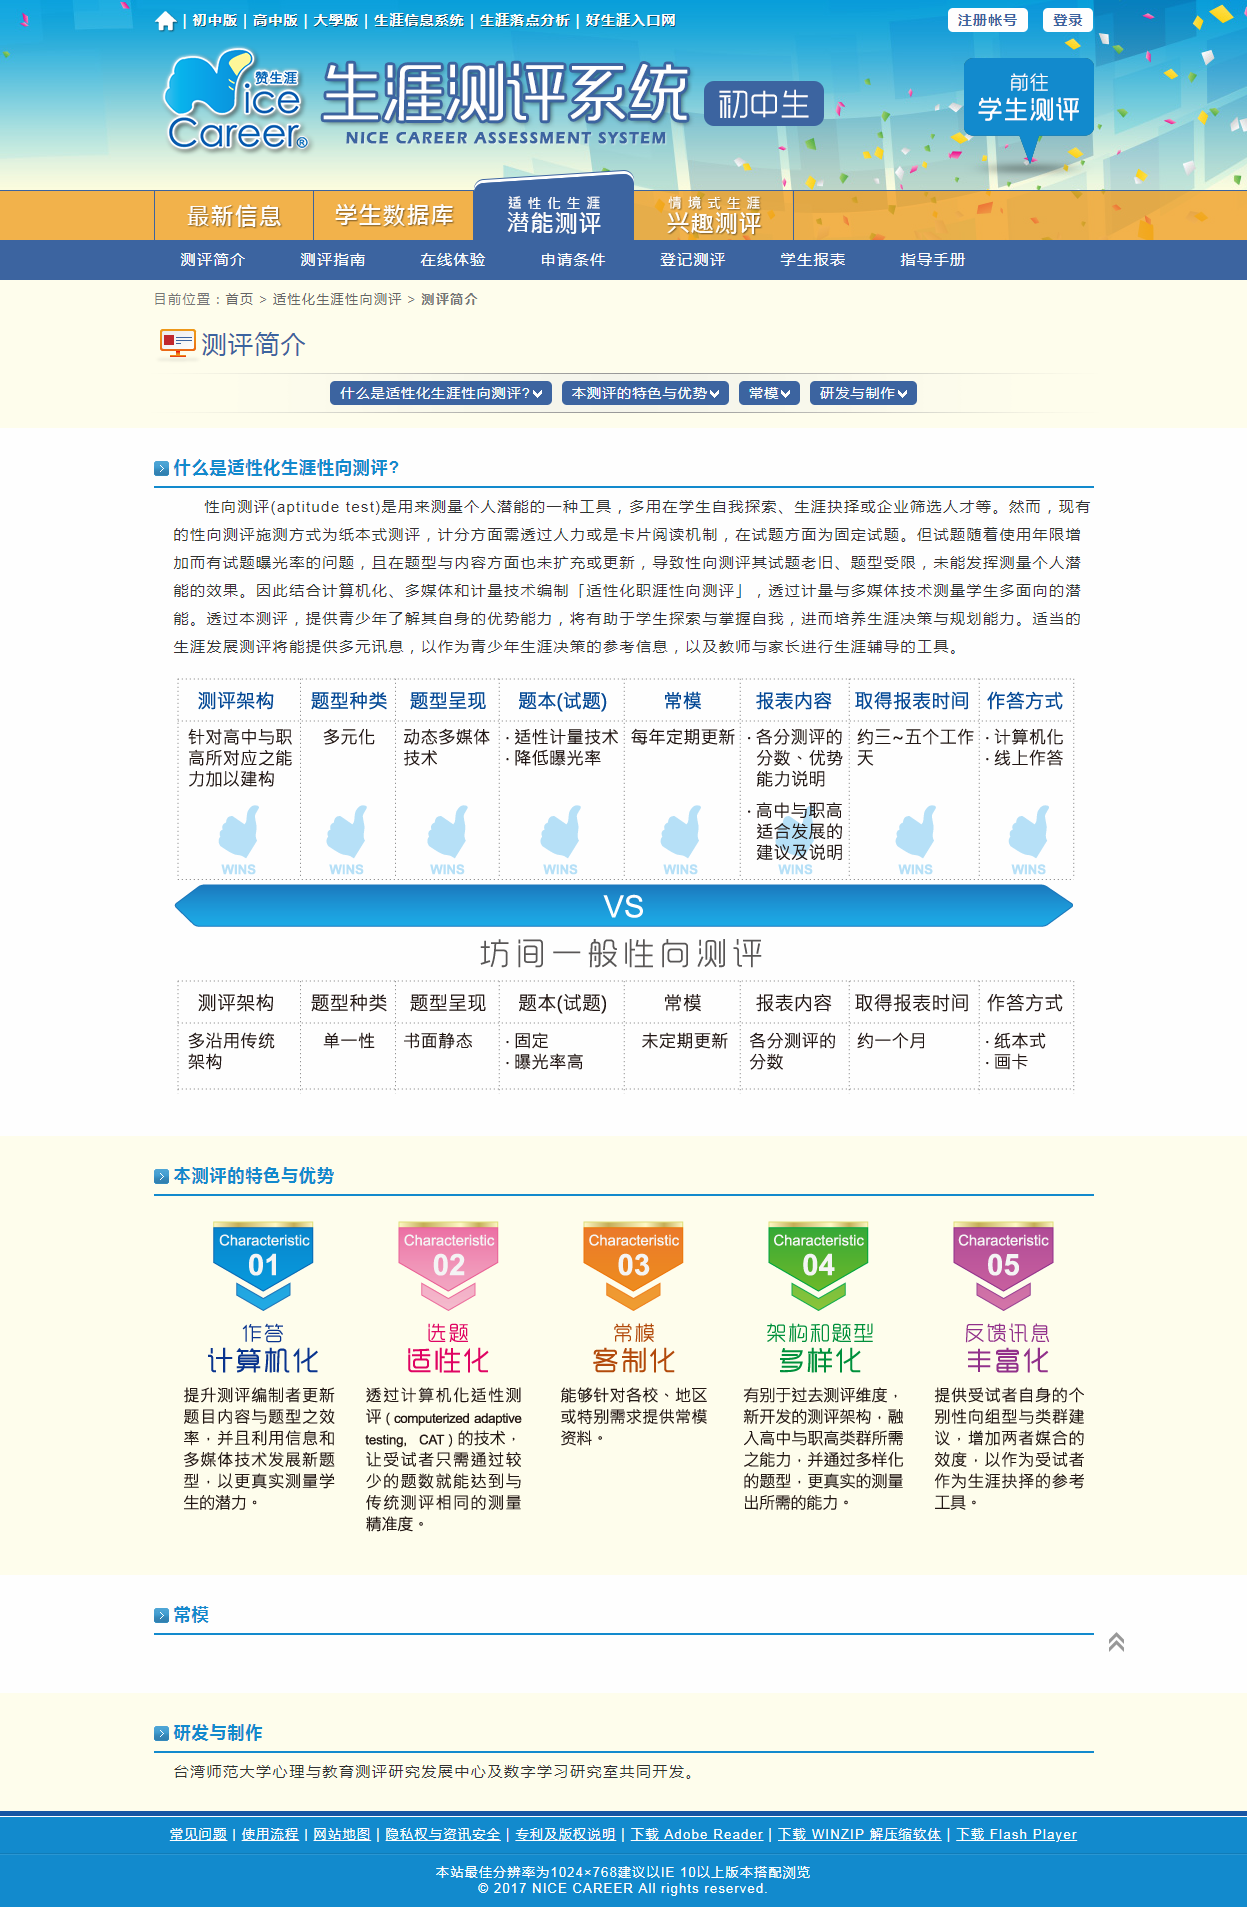 | 初中版 | 高中版 | 大學版 | 生涯信息系统 | 生涯落点分析 | 好生涯入口网
注册帐号 登录
赞生涯
Nice Career®
生涯测评系统 初中生
NICE CAREER ASSESSMENT SYSTEM
前往
学生测评
最新信息 学生数据库 适性化生涯 潜能测评 情境式生涯 兴趣测评
测评简介 测评指南 在线体验 申请条件 登记测评 学生报表 指导手册
目前位置：首页 > 适性化生涯性向测评 > 测评简介
测评简介
什么是适性化生涯性向测评? 本测评的特色与优势 常模 研发与制作
什么是适性化生涯性向测评?
性向测评(aptitude test)是用来测量个人潜能的一种工具，多用在学生自我探索、生涯抉择或企业筛选人才等。然而，现有
的性向测评施测方式为纸本式测评，计分方面需透过人力或是卡片阅读机制，在试题方面为固定试题。但试题随着使用年限增
加而有试题曝光率的问题，且在题型与内容方面也未扩充或更新，导致性向测评其试题老旧、题型受限，未能发挥测量个人潜
能的效果。因此结合计算机化、多媒体和计量技术编制「适性化职涯性向测评」，透过计量与多媒体技术测量学生多面向的潜
能。透过本测评，提供青少年了解其自身的优势能力，将有助于学生探索与掌握自我，进而培养生涯决策与规划能力。适当的
生涯发展测评将能提供多元讯息，以作为青少年生涯决策的参考信息，以及教师与家长进行生涯辅导的工具。
测评架构 题型种类 题型呈现 题本(试题) 常模 报表内容 取得报表时间 作答方式
针对高中与职 多元化 动态多媒体 ·适性计量技术 每年定期更新 ·各分测评的 约三~五个工作 ·计算机化
高所对应之能 技术 ·降低曝光率 分数、优势 天 ·线上作答
力加以建构 能力说明
·高中与职高
适合发展的
建议及说明
WINS WINS WINS WINS WINS WINS WINS WINS
VS
坊间一般性向测评
测评架构 题型种类 题型呈现 题本(试题) 常模 报表内容 取得报表时间 作答方式
多沿用传统 单一性 书面静态 ·固定 未定期更新 各分测评的 约一个月 ·纸本式
架构 ·曝光率高 分数 ·画卡
本测评的特色与优势
Characteristic
01
作答
计算机化
提升测评编制者更新
题目内容与题型之效
率，并且利用信息和
多媒体技术发展新题
型，以更真实测量学
生的潜力。
Characteristic
02
选题
适性化
透过计算机化适性测
评 ( computerized adaptive
testing, CAT ) 的技术，
让受试者只需通过较
少的题数就能达到与
传统测评相同的测量
精准度。
Characteristic
03
常模
客制化
能够针对各校、地区
或特别需求提供常模
资料。
Characteristic
04
架构和题型
多样化
有别于过去测评维度，
新开发的测评架构，融
入高中与职高类群所需
之能力，并通过多样化
的题型，更真实的测量
出所需的能力。
Characteristic
05
反馈讯息
丰富化
提供受试者自身的个
别性向组型与类群建
议，增加两者媒合的
效度，以作为受试者
作为生涯抉择的参考
工具。
常模
研发与制作
台湾师范大学心理与教育测评研究发展中心及数字学习研究室共同开发。
常见问题 | 使用流程 | 网站地图 | 隐私权与资讯安全 | 专利及版权说明 | 下载 Adobe Reader | 下载 WINZIP 解压缩软体 | 下载 Flash Player
本站最佳分辨率为1024×768建议以IE 10以上版本搭配浏览
© 2017 NICE CAREER All rights reserved.